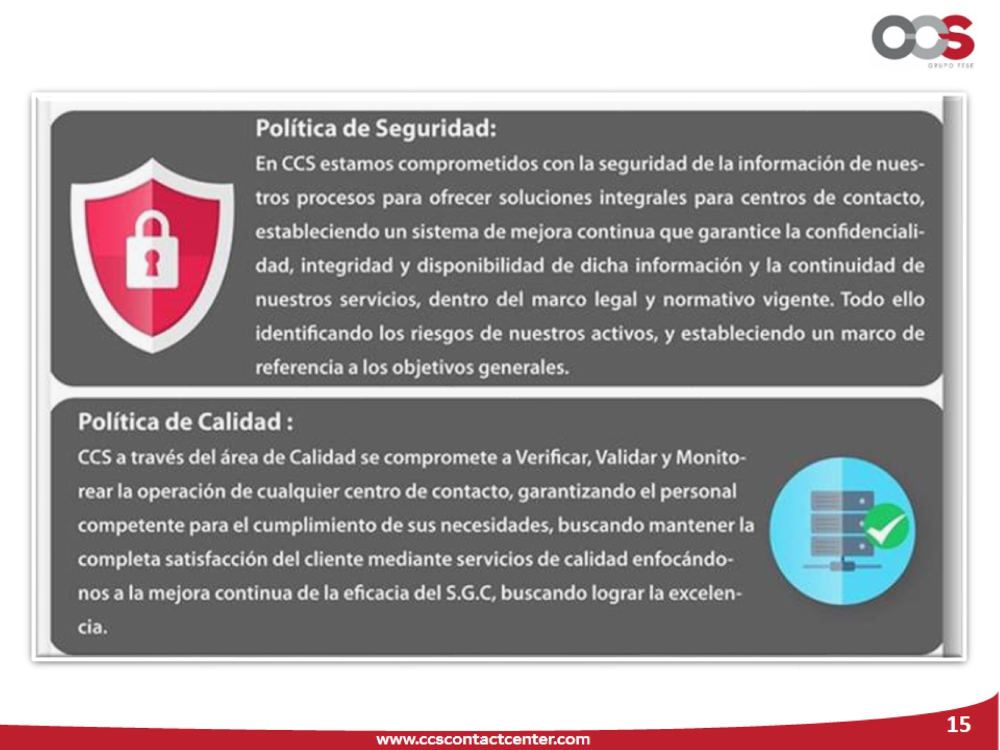 CCS
GRUPO FESE
Política de Seguridad:
En CCS estamos comprometidos con la seguridad de la información de nues-
tros procesos para ofrecer soluciones integrales para centros de contacto,
estableciendo un sistema de mejora continua que garantice la confidenciali-
dad, integridad y disponibilidad de dicha información y la continuidad de
nuestros servicios, dentro del marco legal y normativo vigente. Todo ello
identificando los riesgos de nuestros activos, y estableciendo un marco de
referencia a los objetivos generales.
Política de Calidad :
CCS a través del área de Calidad se compromete a Verificar, Validar y Monito-
rear la operación de cualquier centro de contacto, garantizando el personal
competente para el cumplimiento de sus necesidades, buscando mantener la
completa satisfacción del cliente mediante servicios de calidad enfocándo-
nos a la mejora continua de la eficacia del S.G.C, buscando lograr la excelen-
cia.
15
www.ccscontactcenter.com